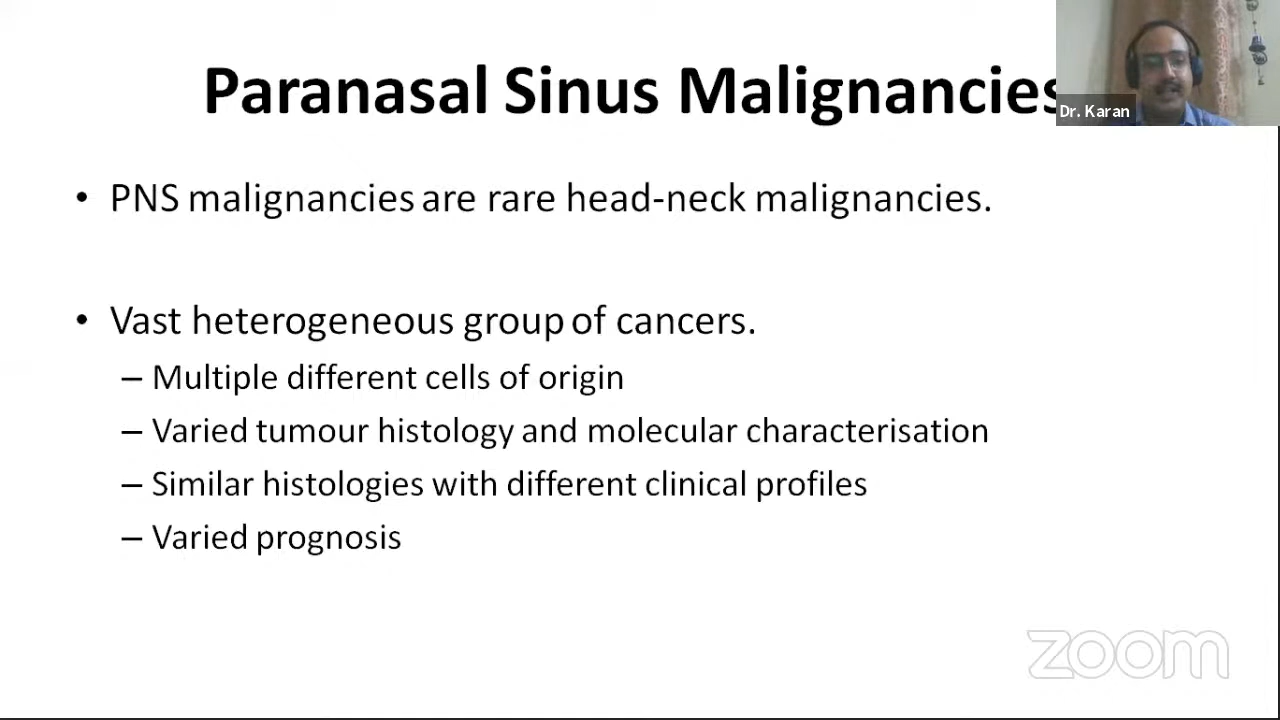 Paranasal Sinus Malignancies
Dr. Karan
• PNS malignancies are rare head-neck malignancies.
• Vast heterogeneous group of cancers.
– Multiple different cells of origin
– Varied tumour histology and molecular characterisation
– Similar histologies with different clinical profiles
– Varied prognosis
zoom